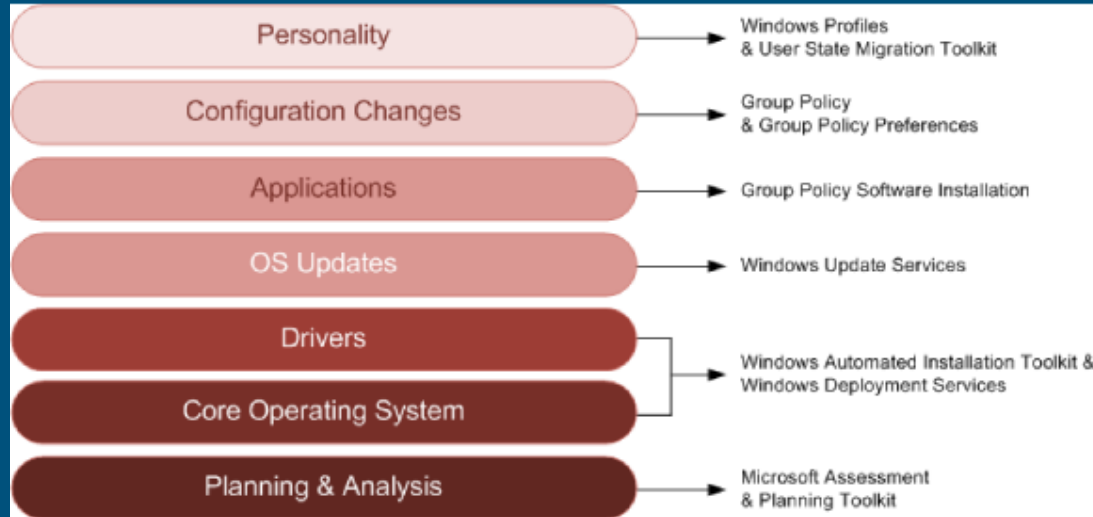 Personality
Windows Profiles
& User State Migration Toolkit
Configuration Changes
Group Policy
& Group Policy Preferences
Applications
Group Policy Software Installation
OS Updates
Windows Update Services
Drivers
Windows Automated Installation Toolkit &
Windows Deployment Services
Core Operating System
Planning & Analysis
Microsoft Assessment
& Planning Toolkit